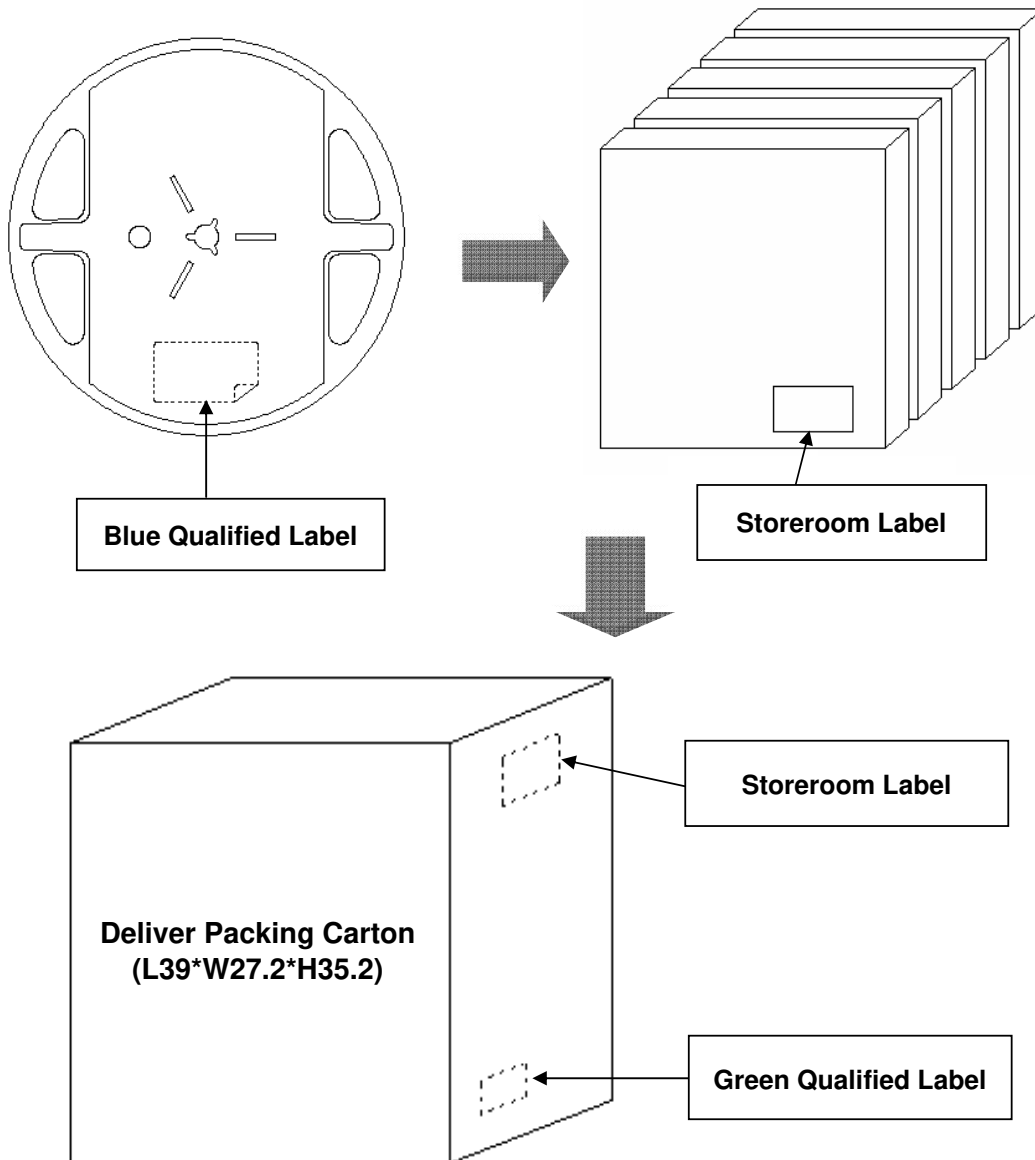 Blue Qualified Label
Storeroom Label
Storeroom Label
Deliver Packing Carton
(L39*W27.2*H35.2)
Green Qualified Label